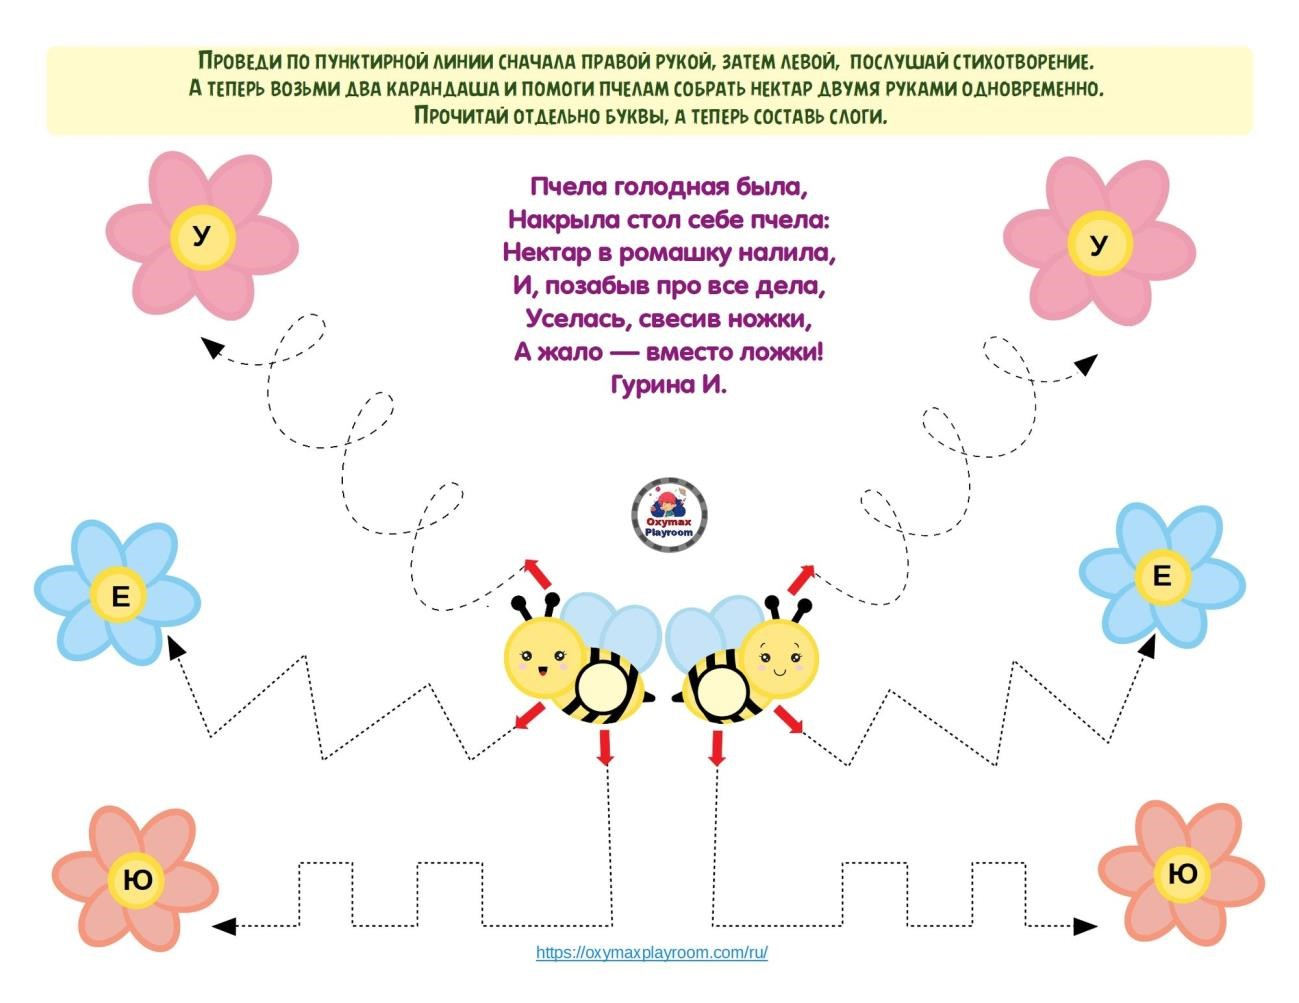 Проведи по пунктирной линии сначала правой рукой, затем левой, послушай стихотворение.
А теперь возьми два карандаша и помоги пчелам собрать нектар двумя руками одновременно.
Прочитай отдельно буквы, а теперь составь слоги.
Пчела голодная была,
Накрыла стол себе пчела:
Нектар в ромашку налила,
И, позабыв про все дела,
Уселась, свесив ножки,
А жало — вместо ложки!
Гурина И.
У
У
Oxymax
Playroom
Е
Е
Ю
Ю
https://oxymaxplayroom.com/ru/